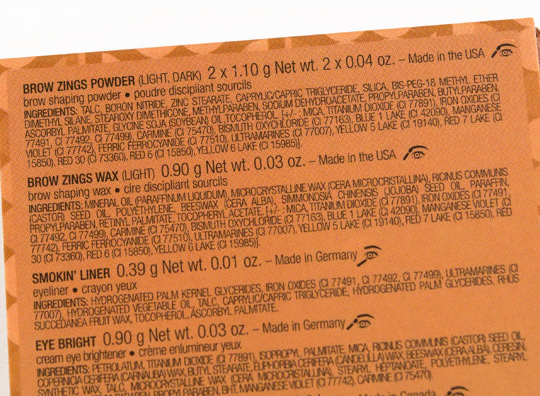 BROW ZINGS POWDER (LIGHT, DARK) 2 x 1.10 g Net wt. 2 x 0.04 oz. – Made in the USA
brow shaping powder • poudre disciplant sourcils
INGREDIENTS: TALC, BORON NITRIDE, ZINC STEARATE, CAPRYLIC/CAPRIC TRIGLYCERIDE, SILICA, BIS-PEG-18 METHYL ETHER
DIMETHYL SILANE, STEAROXY DIMETHICONE, METHYLPARABEN, SODIUM DEHYDROACETATE, PROPYLPARABEN, BUTYLPARABEN,
ASCORBYL PALMITATE, GLYCINE SOJA (SOYBEAN) OIL, TOCOPHEROL [+/- : MICA, TITANIUM DIOXIDE (CI 77891), IRON OXIDES (CI
77491, CI 77492, CI 77499), CARMINE (CI 75470), BISMUTH OXYCHLORIDE (CI 77163), BLUE 1 LAKE (CI 42090), MANGANESE
VIOLET (CI 77742), FERRIC FERROCYANIDE (CI 77510), ULTRAMARINES (CI 77007), YELLOW 5 LAKE (CI 19140), RED 7 LAKE (CI
15850), RED 30 (CI 73360), RED 6 (CI 15850), YELLOW 6 LAKE (CI 15985)].
BROW ZINGS WAX (LIGHT) 0.90 g Net wt. 0.03 oz. – Made in the USA
brow shaping wax • cire disciplant sourcils
INGREDIENTS: MINERAL OIL (PARAFFINUM LIQUIDUM), MICROCRYSTALLINE WAX (CERA MICROCRISTALLINA), RICINUS COMMUNIS
(CASTOR) SEED OIL, POLYETHYLENE, BEESWAX (CERA ALBA), SIMMONDSIA CHINENSIS (JOJOBA) SEED OIL, PARAFFIN,
PROPYLPARABEN, RETINYL PALMITATE, TOCOPHERYL ACETATE, [+/- : MICA, TITANIUM DIOXIDE (CI 77891), IRON OXIDES (CI 77491,
CI 77492, CI 77499), CARMINE (CI 75470), BISMUTH OXYCHLORIDE (CI 77163), BLUE 1 LAKE (CI 42090), MANGANESE VIOLET (CI
77742), FERRIC FERROCYANIDE (CI 77510), ULTRAMARINES (CI 77007), YELLOW 5 LAKE (CI 19140), RED 7 LAKE (CI 15850), RED
30 (CI 73360), RED 6 (CI 15850), YELLOW 6 LAKE (CI 15985)].
SMOKIN' LINER 0.39 g Net wt. 0.01 oz. – Made in Germany
eyeliner • crayon yeux
INGREDIENTS: HYDROGENATED PALM KERNEL GLYCERIDES, IRON OXIDES (CI 77491, CI 77492, CI 77499), ULTRAMARINES (CI
77007), HYDROGENATED VEGETABLE OIL, TALC, CAPRYLIC/CAPRIC TRIGLYCERIDE, HYDROGENATED PALM GLYCERIDES, RHUS
SUCCEDANEA FRUIT WAX, TOCOPHEROL, ASCORBYL PALMITATE.
EYE BRIGHT 0.90 g Net wt. 0.03 oz. – Made in Germany
cream eye brightener • crème enlumineur yeux
INGREDIENTS: PETROLATUM, TITANIUM DIOXIDE (CI 77891), ISOPROPYL PALMITATE, MICA, RICINUS COMMUNIS (CASTOR) SEED OIL,
COPERNICIA CERIFERA (CARNAUBA) WAX, BUTYL STEARATE, EUPHORBIA CERIFERA (CANDELILLA) WAX, BEESWAX (CERA ALBA), CERESIN,
SYNTHETIC WAX, TALC, MICROCRYSTALLINE WAX (CERA MICROCRISTALLINA), STEARYL HEPTANOATE, POLYETHYLENE, STEARYL
PROPYL PARABEN, BHT, MANGANESE VIOLET (CI 77742), CARMINE (CI 75470).
Made in Canada